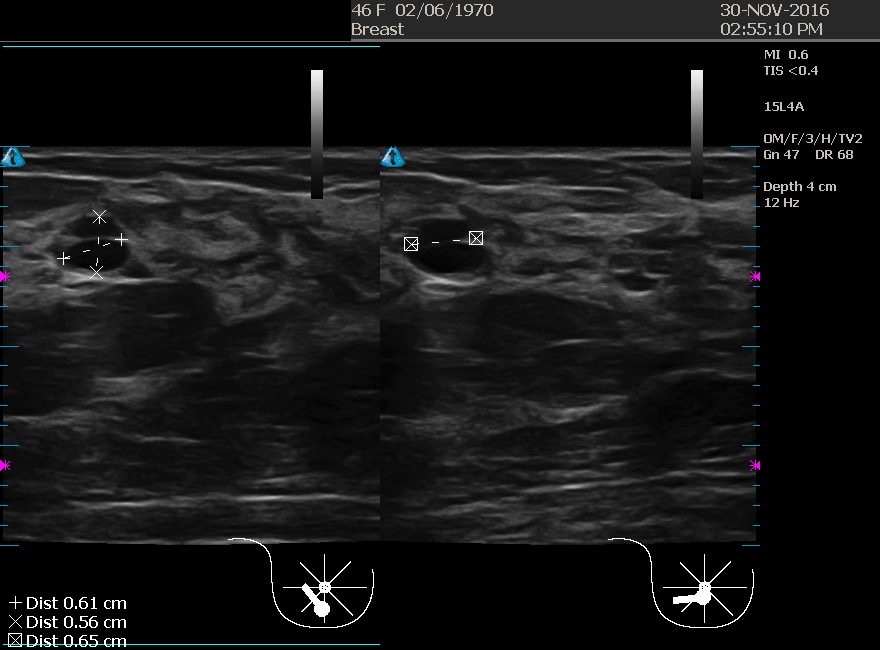 46 F 02/06/1970
30-NOV-2016
Breast
02:55:10 PM
MI 0.6
TIS <0.4
15L4A
OM/F/3/H/TV2
Gn 47 DR 68
Depth 4 cm
12 Hz
Dist 0.61 cm
Dist 0.56 cm
Dist 0.65 cm